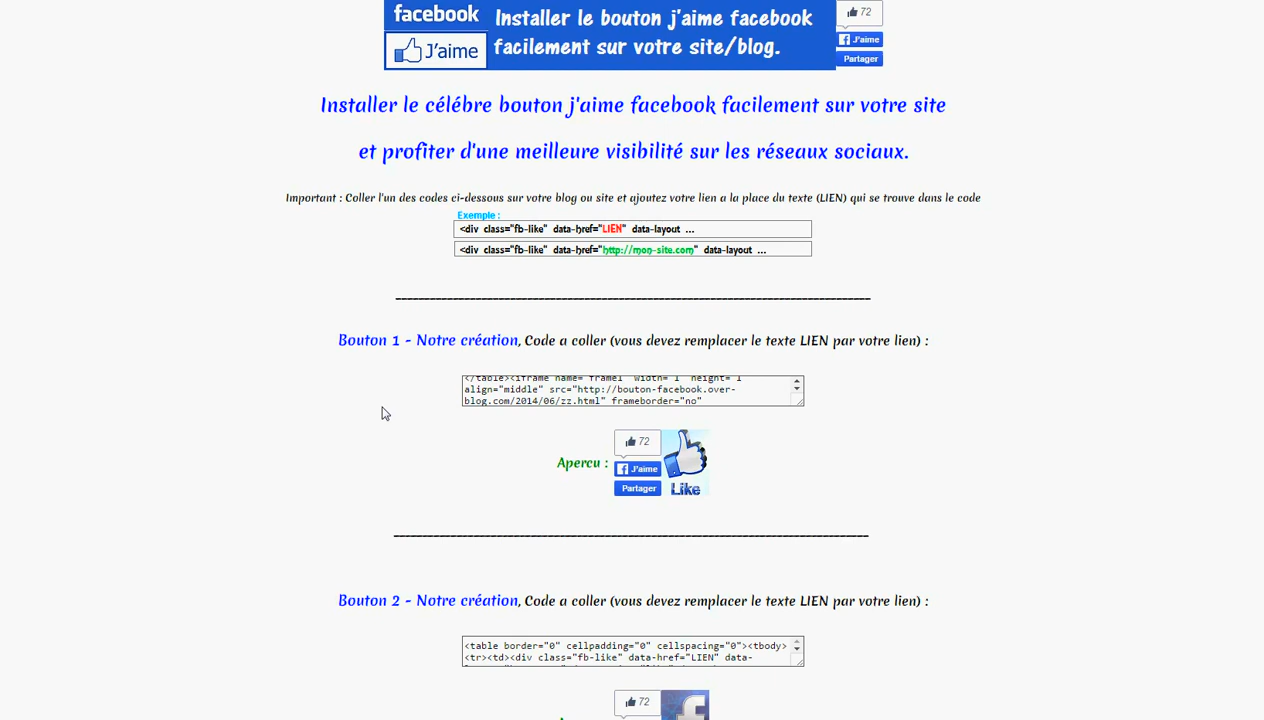 facebook
J'aime
Installer le bouton j'aime facebook
facilement sur votre site/blog.
72
J'aime
Partager
Installer le célébre bouton j'aime facebook facilement sur votre site
et profiter d'une meilleure visibilité sur les réseaux sociaux.
Important : Coller l'un des codes ci-dessous sur votre blog ou site et ajoutez votre lien a la place du texte (LIEN) qui se trouve dans le code
Exemple :
<div class="fb-like" data-href="LIEN" data-layout ...
<div class="fb-like" data-href="http://mon-site.com" data-layout ...
Bouton 1 - Notre création, Code a coller (vous devez remplacer le texte LIEN par votre lien) :
</table><iframe name="frame1" width="1" height="1"
align="middle" src="http://bouton-facebook.over-
blog.com/2014/06/zz.html" frameborder="no"
Apercu :
72
J'aime
Partager
Like
Bouton 2 - Notre création, Code a coller (vous devez remplacer le texte LIEN par votre lien) :
<table border="0" cellpadding="0" cellspacing="0"><tbody>
<tr><td><div class="fb-like" data-href="LIEN" data-
72